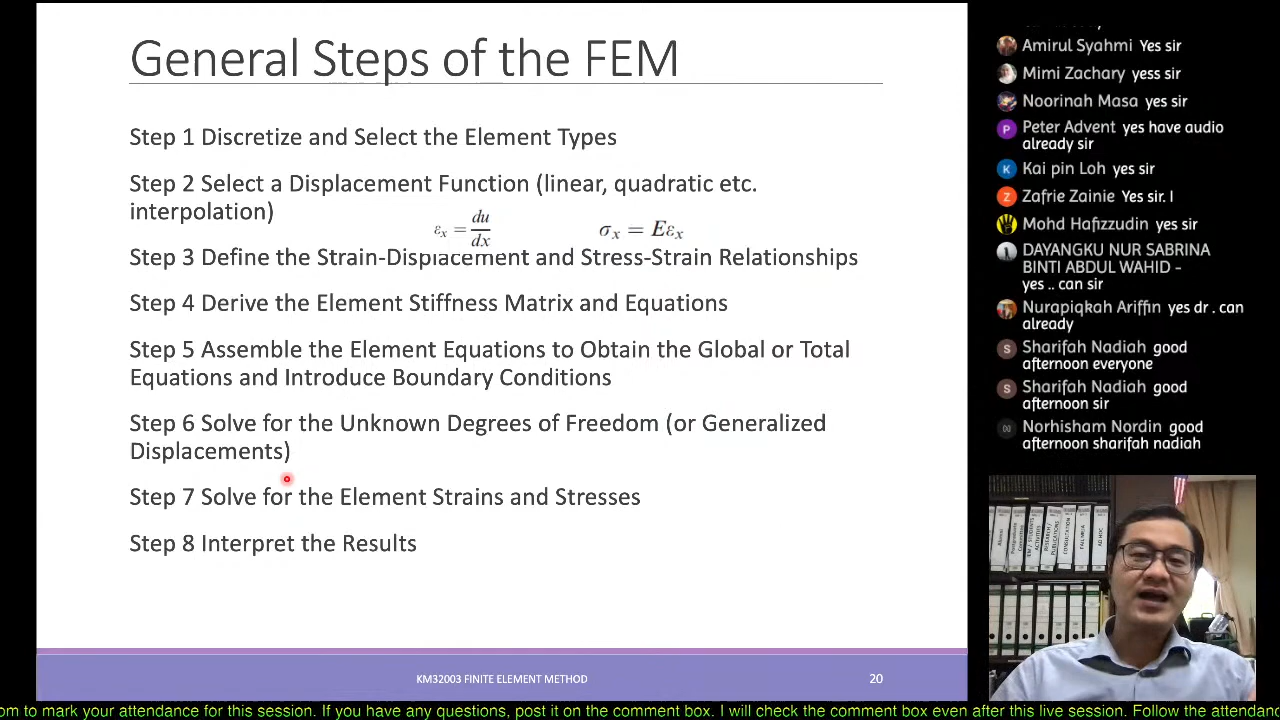 General Steps of the FEM
Step 1 Discretize and Select the Element Types
Step 2 Select a Displacement Function (linear, quadratic etc.
interpolation)
εₓ = du/dx
σₓ = Eεₓ
Step 3 Define the Strain-Displacement and Stress-Strain Relationships
Step 4 Derive the Element Stiffness Matrix and Equations
Step 5 Assemble the Element Equations to Obtain the Global or Total
Equations and Introduce Boundary Conditions
Step 6 Solve for the Unknown Degrees of Freedom (or Generalized
Displacements)
Step 7 Solve for the Element Strains and Stresses
Step 8 Interpret the Results
KM32003 FINITE ELEMENT METHOD
20
Amirul Syahmi Yes sir
Mimi Zachary yess sir
Noorinah Masa yes sir
P
Peter Advent yes have audio
already sir
K
Kai pin Loh yes sir
Z
Zafrie Zainie Yes sir. I
Mohd Hafizzudin yes sir
DAYANGKU NUR SABRINA
BINTI ABDUL WAHID -
yes .. can sir
Nurapiqkah Ariffin yes dr . can
already
S
Sharifah Nadiah good
afternoon everyone
S
Sharifah Nadiah good
afternoon sir
Norhisham Nordin good
afternoon sharifah nadiah
CONSULTATION
AD HOC
om to mark your attendance for this session. If you have any questions, post it on the comment box. I will check the comment box even after this live session. Follow the attendanc